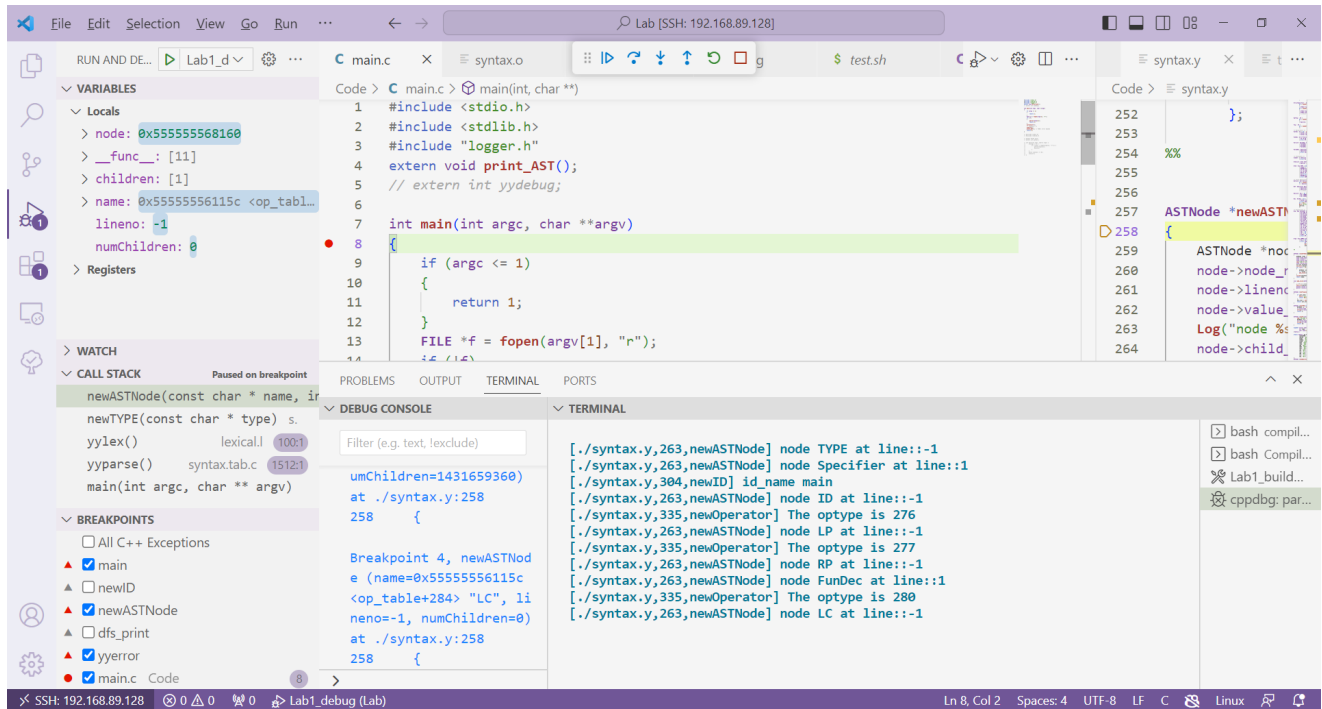 File Edit Selection View Go Run ··· Lab [SSH: 192.168.89.128]
RUN AND DE... Lab1_d
VARIABLES
Locals
node: 0x555555568160
__func__: [11]
children: [1]
name: 0x55555556115c <op_tabl...
lineno: -1
numChildren: 0
Registers
WATCH
CALL STACK Paused on breakpoint
newASTNode(const char * name, in
newTYPE(const char * type) s.
yylex() lexical.l 100:1
yyparse() syntax.tab.c 1512:1
main(int argc, char ** argv)
BREAKPOINTS
All C++ Exceptions
main
newID
newASTNode
dfs_print
yyerror
main.c Code 8
1
1
C main.c syntax.o g $ test.sh C
Code > C main.c > main(int, char **)
1 #include <stdio.h>
2 #include <stdlib.h>
3 #include "logger.h"
4 extern void print_AST();
5 // extern int yydebug;
6
7 int main(int argc, char **argv)
8 {
9 if (argc <= 1)
10 {
11 return 1;
12 }
13 FILE *f = fopen(argv[1], "r");
14 if (!f)
syntax.y t ···
Code > syntax.y
252 };
253
254 %%
255
256
257 ASTNode *newASTN
258 {
259 ASTNode *nod
260 node->node_n
261 node->lineno
262 node->value_
263 Log("node %s
264 node->child_
PROBLEMS OUTPUT TERMINAL PORTS
DEBUG CONSOLE
Filter (e.g. text, !exclude)
umChildren=1431659360)
at ./syntax.y:258
258 {
Breakpoint 4, newASTNod
e (name=0x55555556115c
<op_table+284> "LC", li
neno=-1, numChildren=0)
at ./syntax.y:258
258 {
>
TERMINAL
[./syntax.y,263,newASTNode] node TYPE at line::-1
[./syntax.y,263,newASTNode] node Specifier at line::1
[./syntax.y,304,newID] id_name main
[./syntax.y,263,newASTNode] node ID at line::-1
[./syntax.y,335,newOperator] The optype is 276
[./syntax.y,263,newASTNode] node LP at line::-1
[./syntax.y,335,newOperator] The optype is 277
[./syntax.y,263,newASTNode] node RP at line::-1
[./syntax.y,263,newASTNode] node FunDec at line::1
[./syntax.y,335,newOperator] The optype is 280
[./syntax.y,263,newASTNode] node LC at line::-1
bash compil...
bash Compil...
Lab1_build...
cppdbg: par...
SSH: 192.168.89.128 0 0 0 Lab1_debug (Lab) Ln 8, Col 2 Spaces: 4 UTF-8 LF C Linux